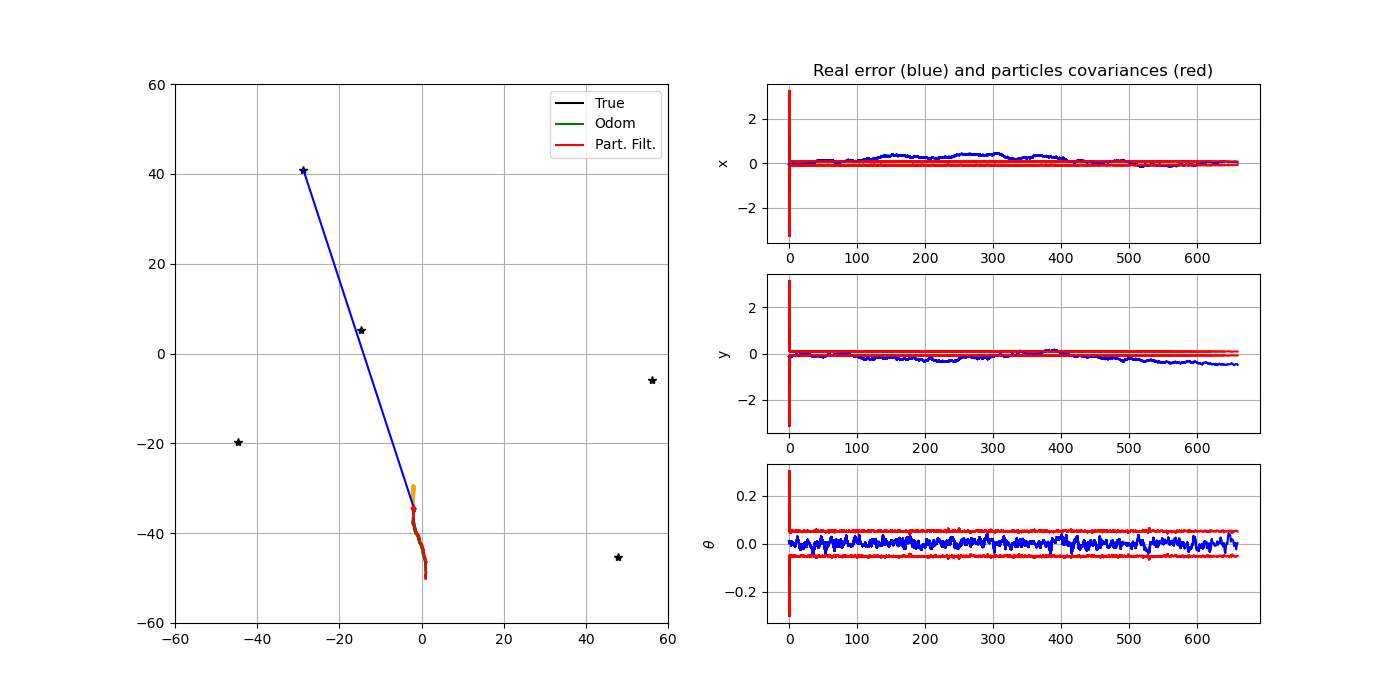 60
40
20
0
−20
−40
−60
−60 −40 −20 0 20 40 60
True
Odom
Part. Filt.
Real error (blue) and particles covariances (red)
x
2
0
−2
0 100 200 300 400 500 600
y
2
0
−2
0 100 200 300 400 500 600
θ
0.2
0.0
−0.2
0 100 200 300 400 500 600